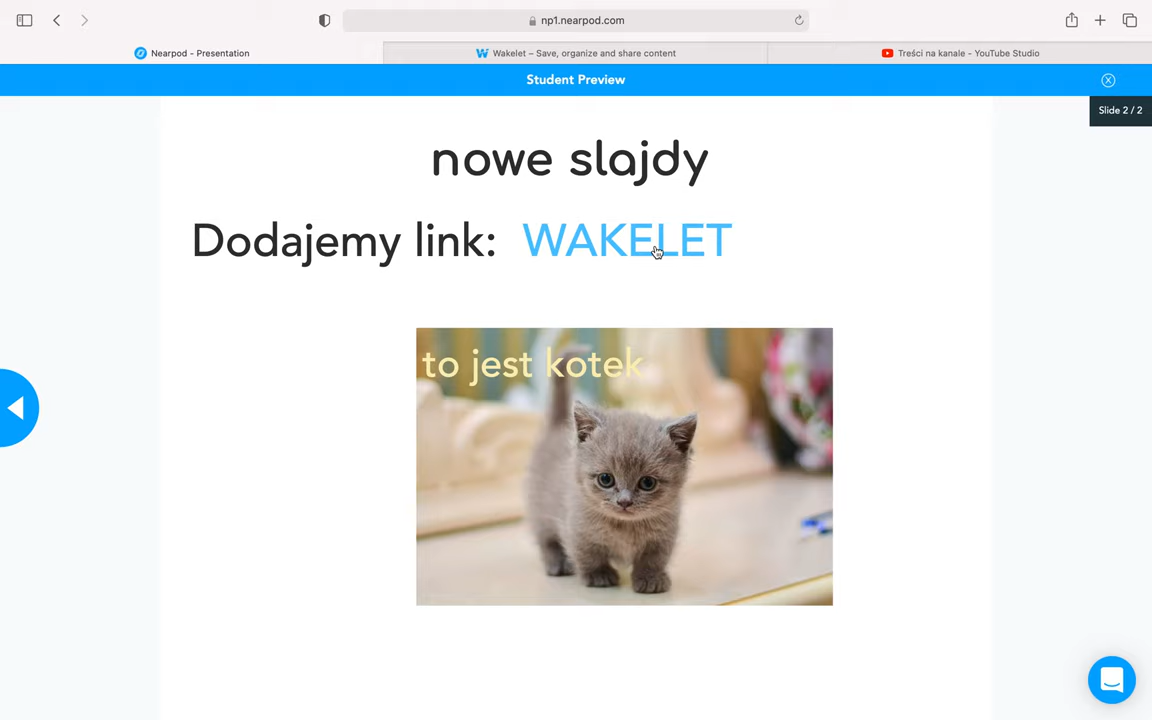 np1.nearpod.com
Nearpod - Presentation
Wakelet – Save, organize and share content
Treści na kanale - YouTube Studio
Student Preview
Slide 2 / 2
nowe slajdy
Dodajemy link: WAKELET
to jest kotek